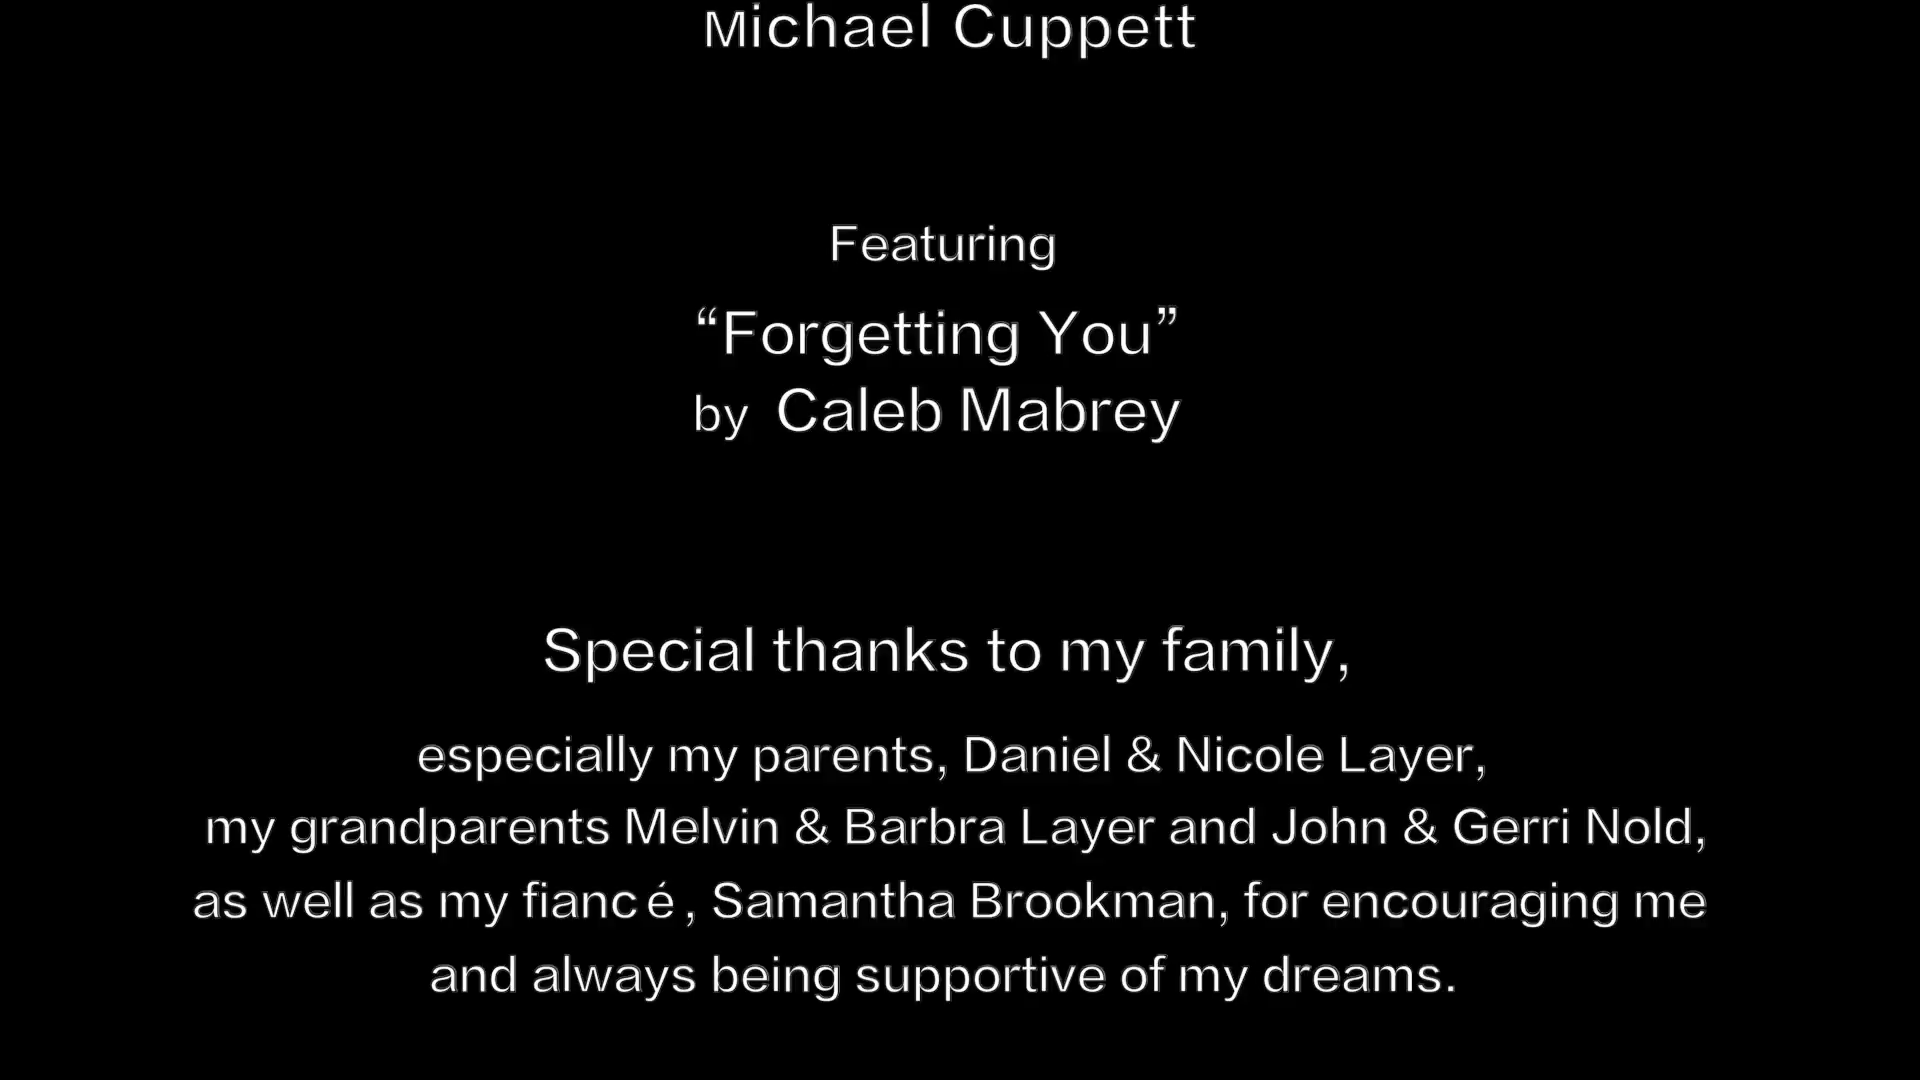 Michael Cuppett
Featuring
“Forgetting You”
by Caleb Mabrey
Special thanks to my family,
especially my parents, Daniel & Nicole Layer,
my grandparents Melvin & Barbra Layer and John & Gerri Nold,
as well as my fiancé, Samantha Brookman, for encouraging me
and always being supportive of my dreams.